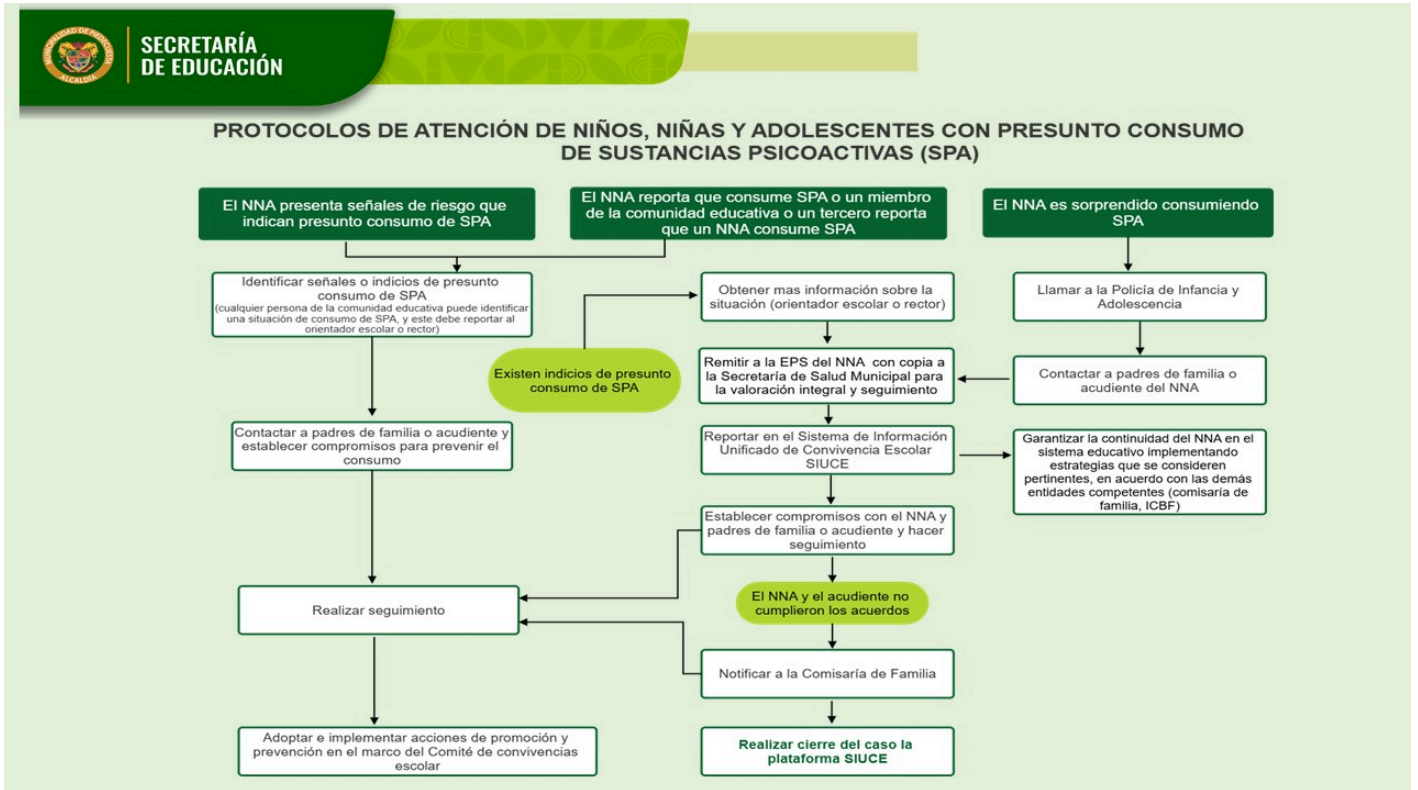 MUNICIPALIDAD DE PIEDECUESTA
ALCALDÍA
SECRETARÍA
DE EDUCACIÓN
PROTOCOLOS DE ATENCIÓN DE NIÑOS, NIÑAS Y ADOLESCENTES CON PRESUNTO CONSUMO
DE SUSTANCIAS PSICOACTIVAS (SPA)
El NNA presenta señales de riesgo que
indican presunto consumo de SPA
El NNA reporta que consume SPA o un miembro
de la comunidad educativa o un tercero reporta
que un NNA consume SPA
El NNA es sorprendido consumiendo
SPA
Identificar señales o indicios de presunto
consumo de SPA
(cualquier persona de la comunidad educativa puede identificar
una situación de consumo de SPA, y este debe reportar al
orientador escolar o rector)
Obtener mas información sobre la
situación (orientador escolar o rector)
Llamar a la Policía de Infancia y
Adolescencia
Existen indicios de presunto
consumo de SPA
Remitir a la EPS del NNA con copia a
la Secretaría de Salud Municipal para
la valoración integral y seguimiento
Contactar a padres de familia o
acudiente del NNA
Contactar a padres de familia o acudiente y
establecer compromisos para prevenir el
consumo
Reportar en el Sistema de Información
Unificado de Convivencia Escolar
SIUCE
Garantizar la continuidad del NNA en el
sistema educativo implementando
estrategias que se consideren
pertinentes, en acuerdo con las demás
entidades competentes (comisaría de
familia, ICBF)
Establecer compromisos con el NNA y
padres de familia o acudiente y hacer
seguimiento
Realizar seguimiento
El NNA y el acudiente no
cumplieron los acuerdos
Notificar a la Comisaría de Familia
Adoptar e implementar acciones de promoción y
prevención en el marco del Comité de convivencias
escolar
Realizar cierre del caso la
plataforma SIUCE